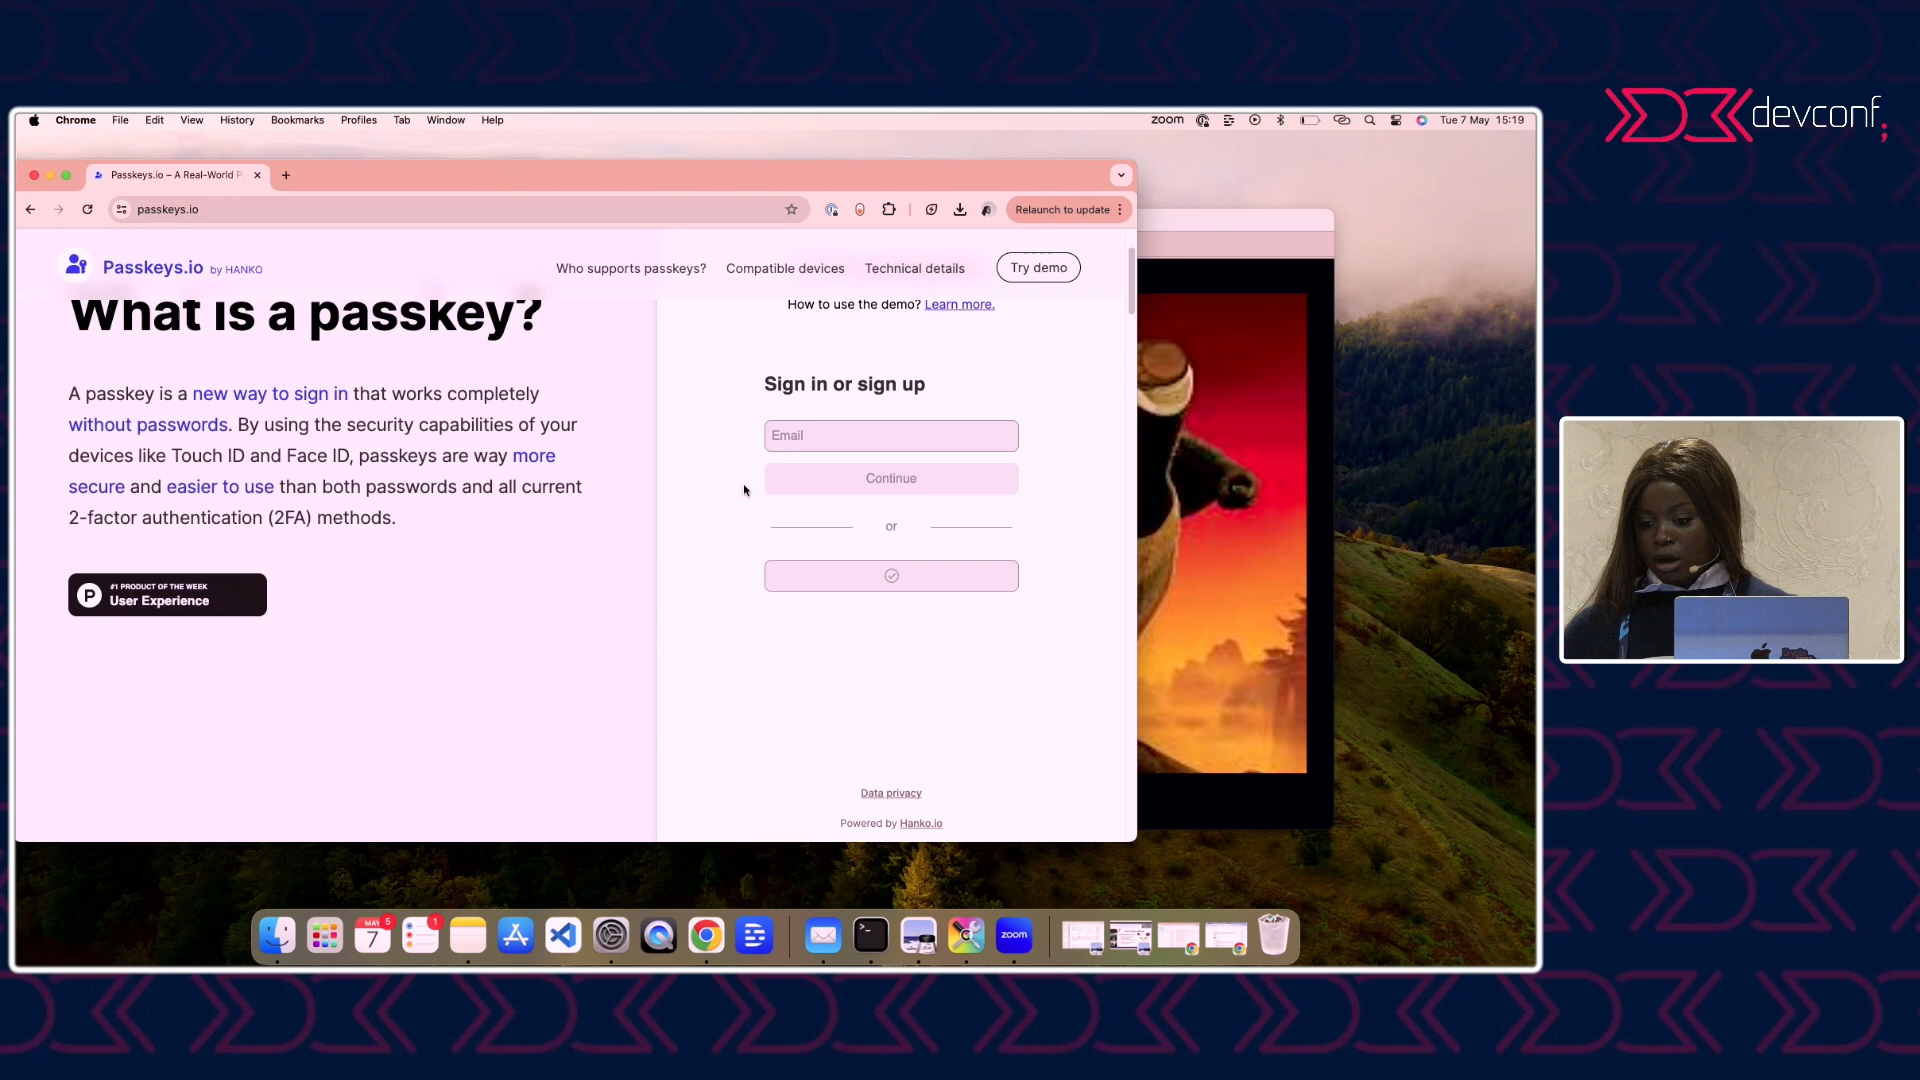 devconf;
Chrome File Edit View History Bookmarks Profiles Tab Window Help
zoom Tue 7 May 15:19
Passkeys.io – A Real-World P
passkeys.io
Relaunch to update
Passkeys.io by HANKO
Who supports passkeys? Compatible devices Technical details Try demo
What is a passkey?
A passkey is a new way to sign in that works completely
without passwords. By using the security capabilities of your
devices like Touch ID and Face ID, passkeys are way more
secure and easier to use than both passwords and all current
2-factor authentication (2FA) methods.
P
#1 PRODUCT OF THE WEEK
User Experience
How to use the demo? Learn more.
Sign in or sign up
Email
Continue
or
Data privacy
Powered by Hanko.io
MAY 5
7
1
zoom